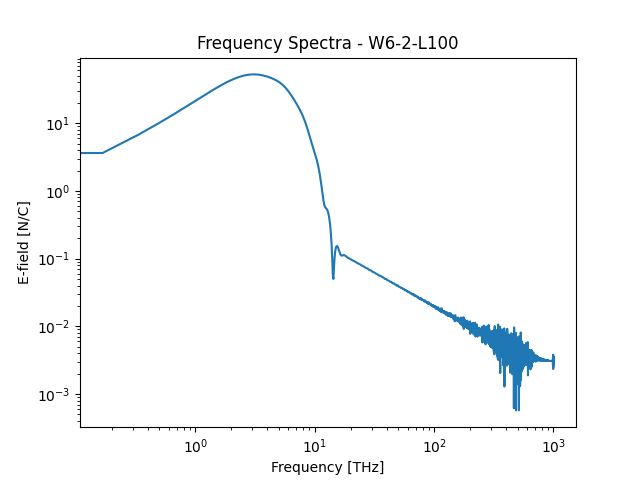 Frequency Spectra - W6-2-L100
E-field [N/C]
10¹
10⁰
10⁻¹
10⁻²
10⁻³
10⁰ 10¹ 10² 10³
Frequency [THz]